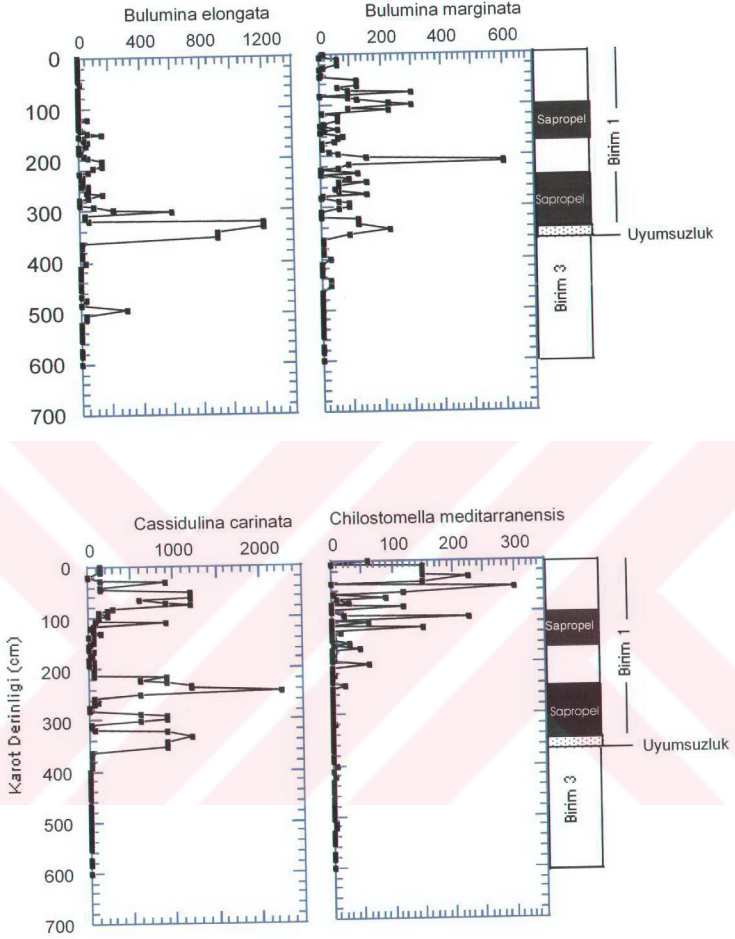 Bulumina elongata
Bulumina marginata
0 400 800 1200
0 200 400 600
0
100
200
300
400
500
600
700
Sapropel
Sapropel
Birim 1
Uyumsuzluk
Birim 3
Cassidulina carinata
Chilostomella meditarranensis
0 1000 2000
0 100 200 300
Karot Derinligi (cm)
0
100
200
300
400
500
600
700
Sapropel
Sapropel
Birim 1
Uyumsuzluk
Birim 3